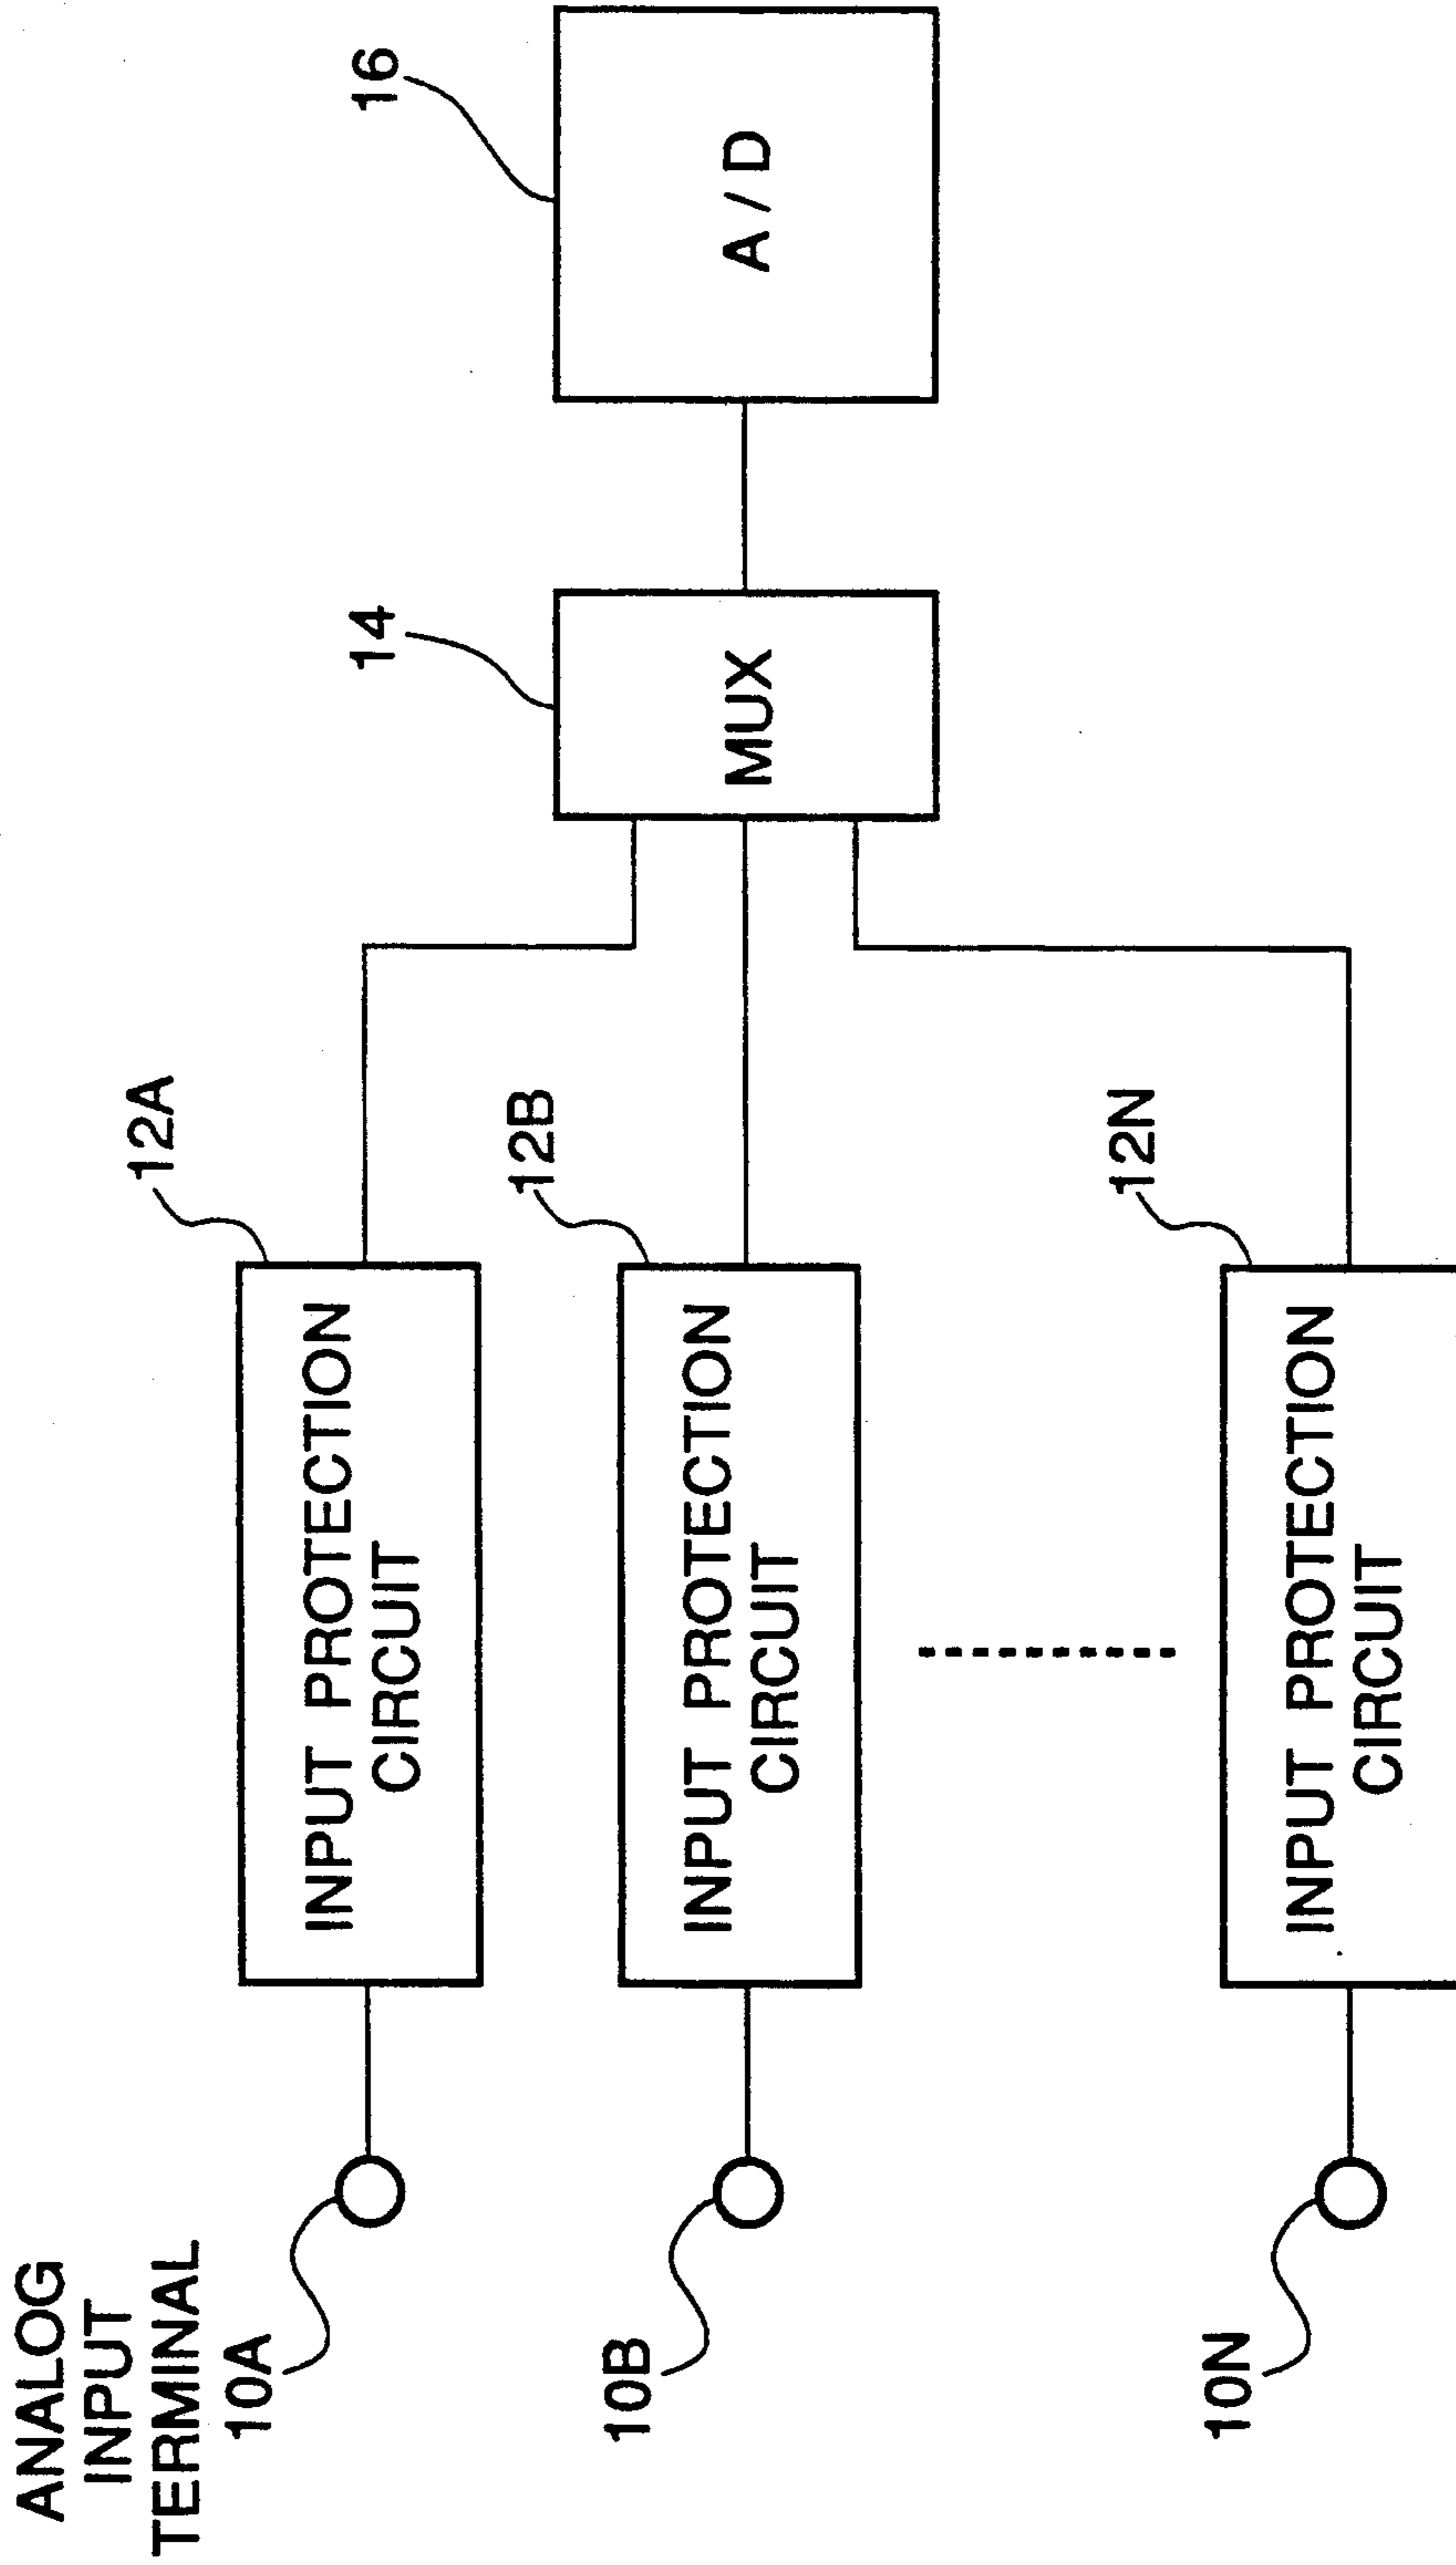 ANALOG
INPUT
TERMINAL
10A
12A
INPUT PROTECTION
CIRCUIT
14
16
10B
12B
INPUT PROTECTION
CIRCUIT
MUX
A / D
10N
12N
INPUT PROTECTION
CIRCUIT